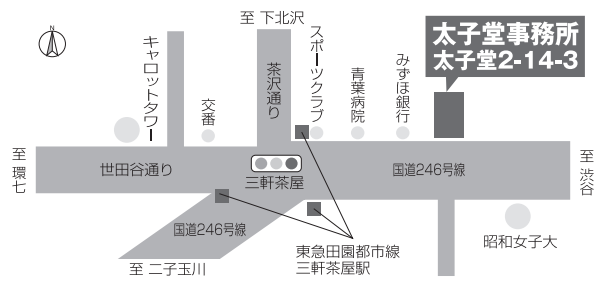 N
至 下北沢
太子堂事務所
太子堂2-14-3
キャロットタワー
交番
茶沢通り
スポーツクラブ
青葉病院
みずほ銀行
至 環七
世田谷通り
三軒茶屋
国道246号線
至 渋谷
国道246号線
東急田園都市線
三軒茶屋駅
昭和女子大
至 二子玉川